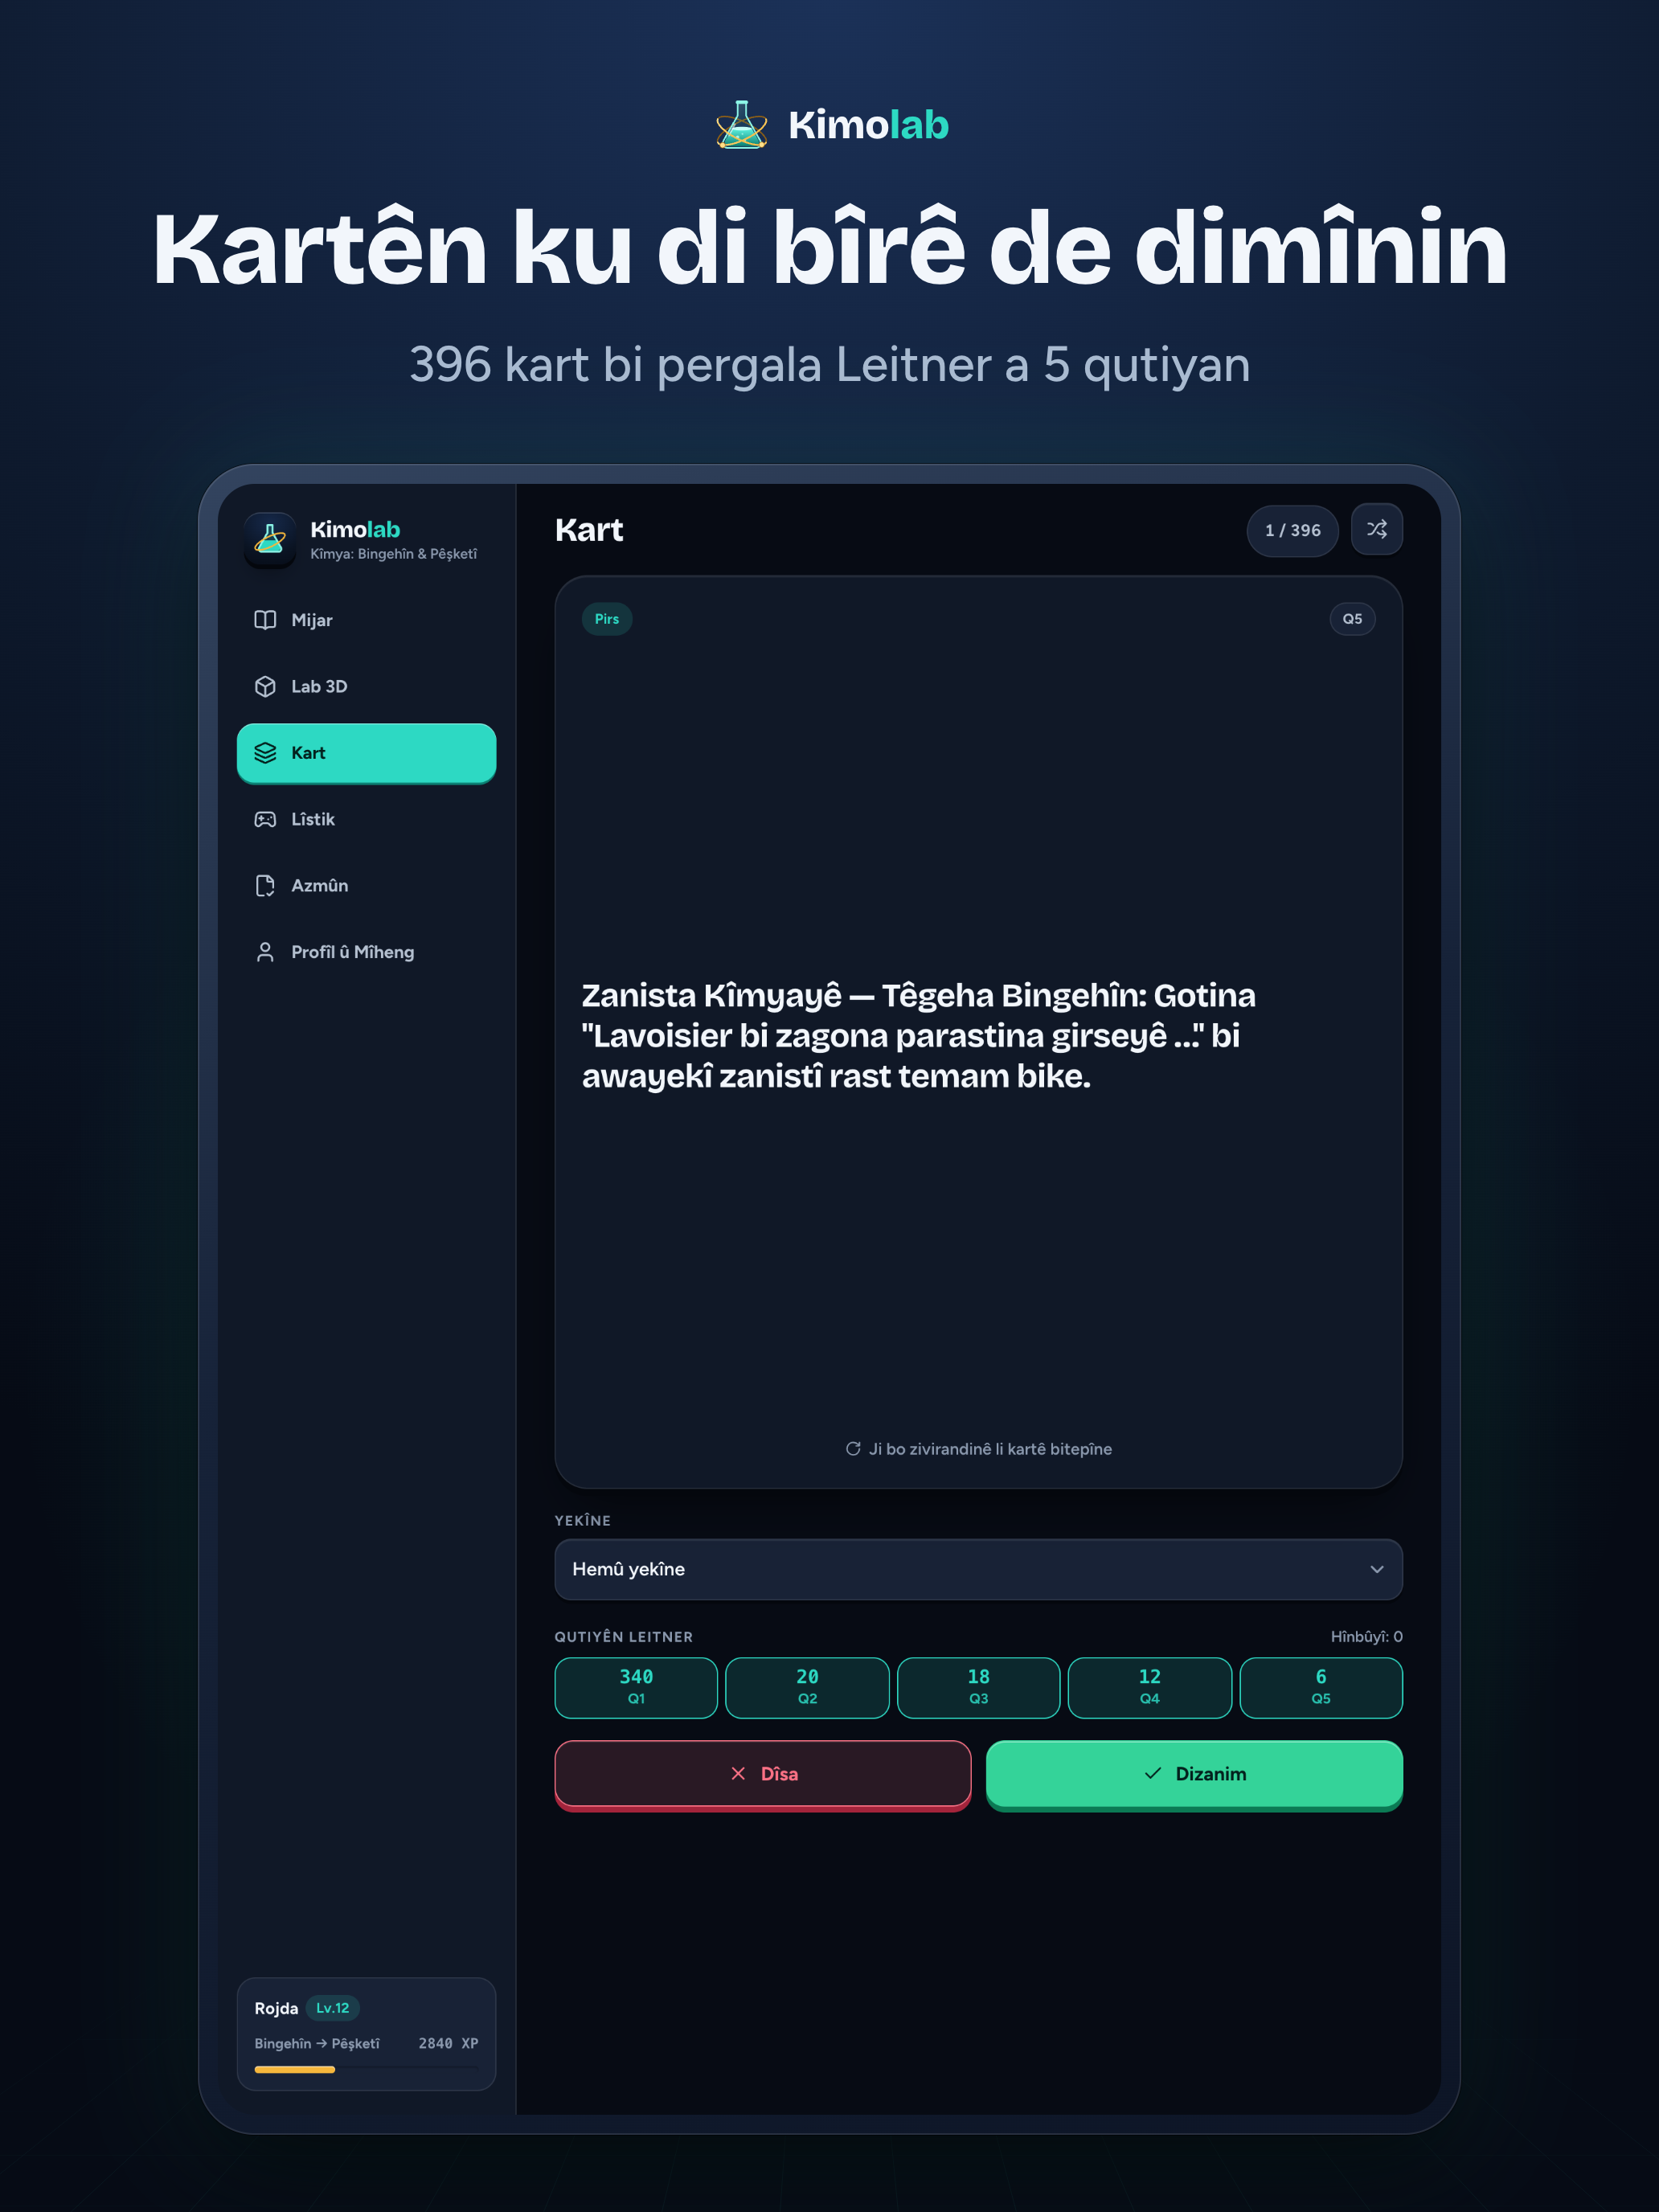 Kimolab
Kartên ku di bîrê de dimînin
396 kart bi pergala Leitner a 5 qutiyan
Kimolab
Kîmya: Bingehîn & Pêşketî
Mijar
Lab 3D
Kart
Lîstik
Azmûn
Profîl û Mîheng
Rojda Lv.12
Bingehîn → Pêşketî 2840 XP
Kart
1 / 396
Pirs
Q5
Zanista Kîmyayê — Têgeha Bingehîn: Gotina
"Lavoisier bi zagona parastina girseyê ..." bi
awayekî zanistî rast temam bike.
Ji bo zivirandinê li kartê bitepîne
YEKÎNE
Hemû yekîne
QUTIYÊN LEITNER
Hînbûyî: 0
340 20 18 12 6
Q1 Q2 Q3 Q4 Q5
Dîsa
Dizanim